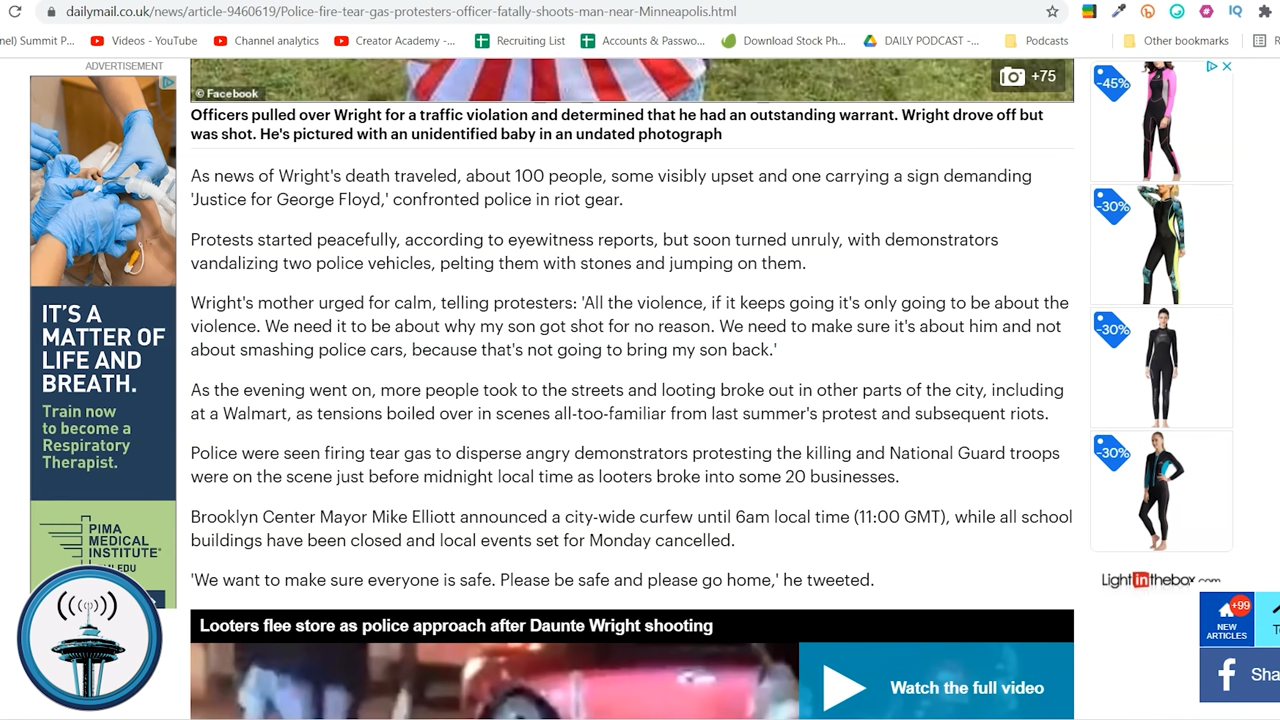 dailymail.co.uk/news/article-9460619/Police-fire-tear-gas-protesters-officer-fatally-shoots-man-near-Minneapolis.html
nel) Summit P... Videos - YouTube Channel analytics Creator Academy -... Recruiting List Accounts & Passwo... Download Stock Ph... DAILY PODCAST -... Podcasts Other bookmarks
ADVERTISEMENT
+75
© Facebook
Officers pulled over Wright for a traffic violation and determined that he had an outstanding warrant. Wright drove off but
was shot. He's pictured with an unidentified baby in an undated photograph
As news of Wright's death traveled, about 100 people, some visibly upset and one carrying a sign demanding
'Justice for George Floyd,' confronted police in riot gear.
Protests started peacefully, according to eyewitness reports, but soon turned unruly, with demonstrators
vandalizing two police vehicles, pelting them with stones and jumping on them.
Wright's mother urged for calm, telling protesters: 'All the violence, if it keeps going it's only going to be about the
violence. We need it to be about why my son got shot for no reason. We need to make sure it's about him and not
about smashing police cars, because that's not going to bring my son back.'
As the evening went on, more people took to the streets and looting broke out in other parts of the city, including
at a Walmart, as tensions boiled over in scenes all-too-familiar from last summer's protest and subsequent riots.
Police were seen firing tear gas to disperse angry demonstrators protesting the killing and National Guard troops
were on the scene just before midnight local time as looters broke into some 20 businesses.
Brooklyn Center Mayor Mike Elliott announced a city-wide curfew until 6am local time (11:00 GMT), while all school
buildings have been closed and local events set for Monday cancelled.
'We want to make sure everyone is safe. Please be safe and please go home,' he tweeted.
Looters flee store as police approach after Daunte Wright shooting
Watch the full video
IT'S A
MATTER OF
LIFE AND
BREATH.
Train now
to become a
Respiratory
Therapist.
PIMA
MEDICAL
INSTITUTE
-45%
-30%
-30%
-30%
Lightinthebox.com
+99
NEW
ARTICLES
Sha